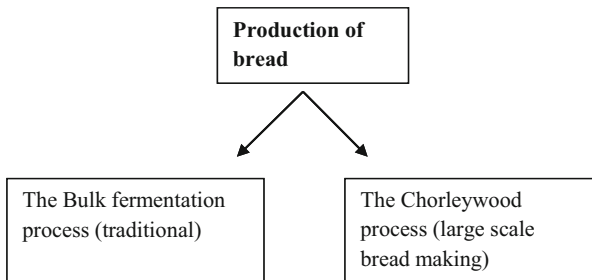 Production of
bread
The Bulk fermentation
process (traditional)
The Chorleywood
process (large scale
bread making)